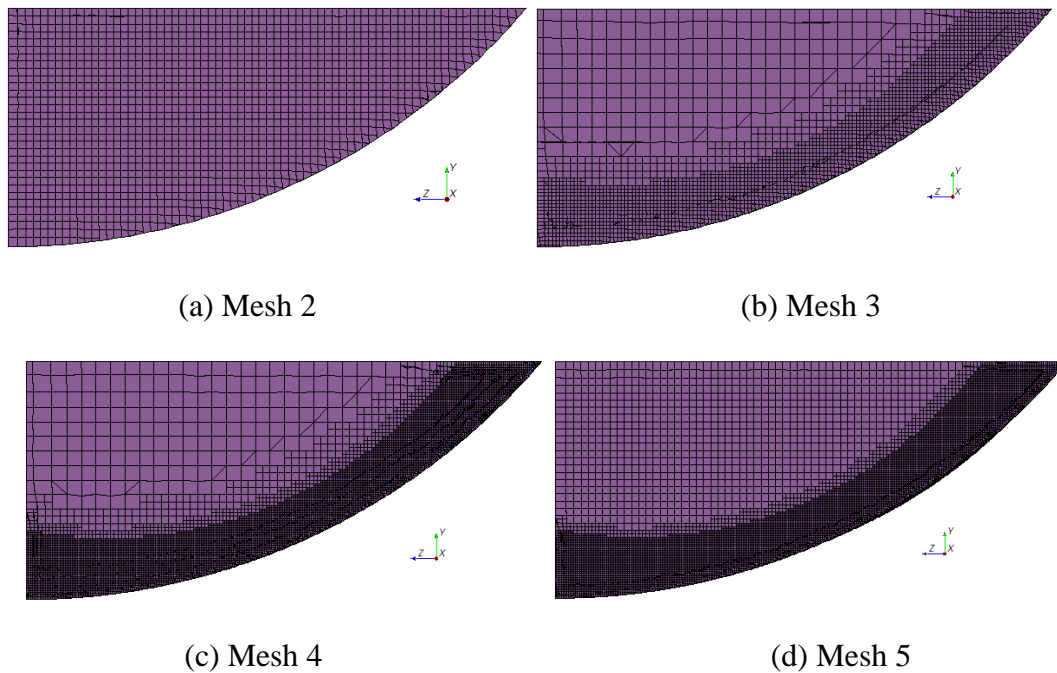 Y
Z X
Y
Z X
(a) Mesh 2
(b) Mesh 3
Y
Z X
Y
Z X
(c) Mesh 4
(d) Mesh 5